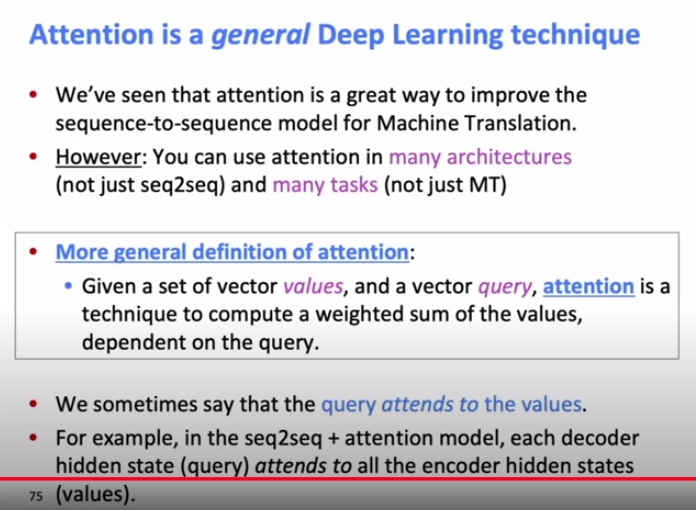 Attention is a general Deep Learning technique
• We’ve seen that attention is a great way to improve the
sequence-to-sequence model for Machine Translation.
• However: You can use attention in many architectures
(not just seq2seq) and many tasks (not just MT)
• More general definition of attention:
• Given a set of vector values, and a vector query, attention is a
technique to compute a weighted sum of the values,
dependent on the query.
• We sometimes say that the query attends to the values.
• For example, in the seq2seq + attention model, each decoder
hidden state (query) attends to all the encoder hidden states
75 (values).